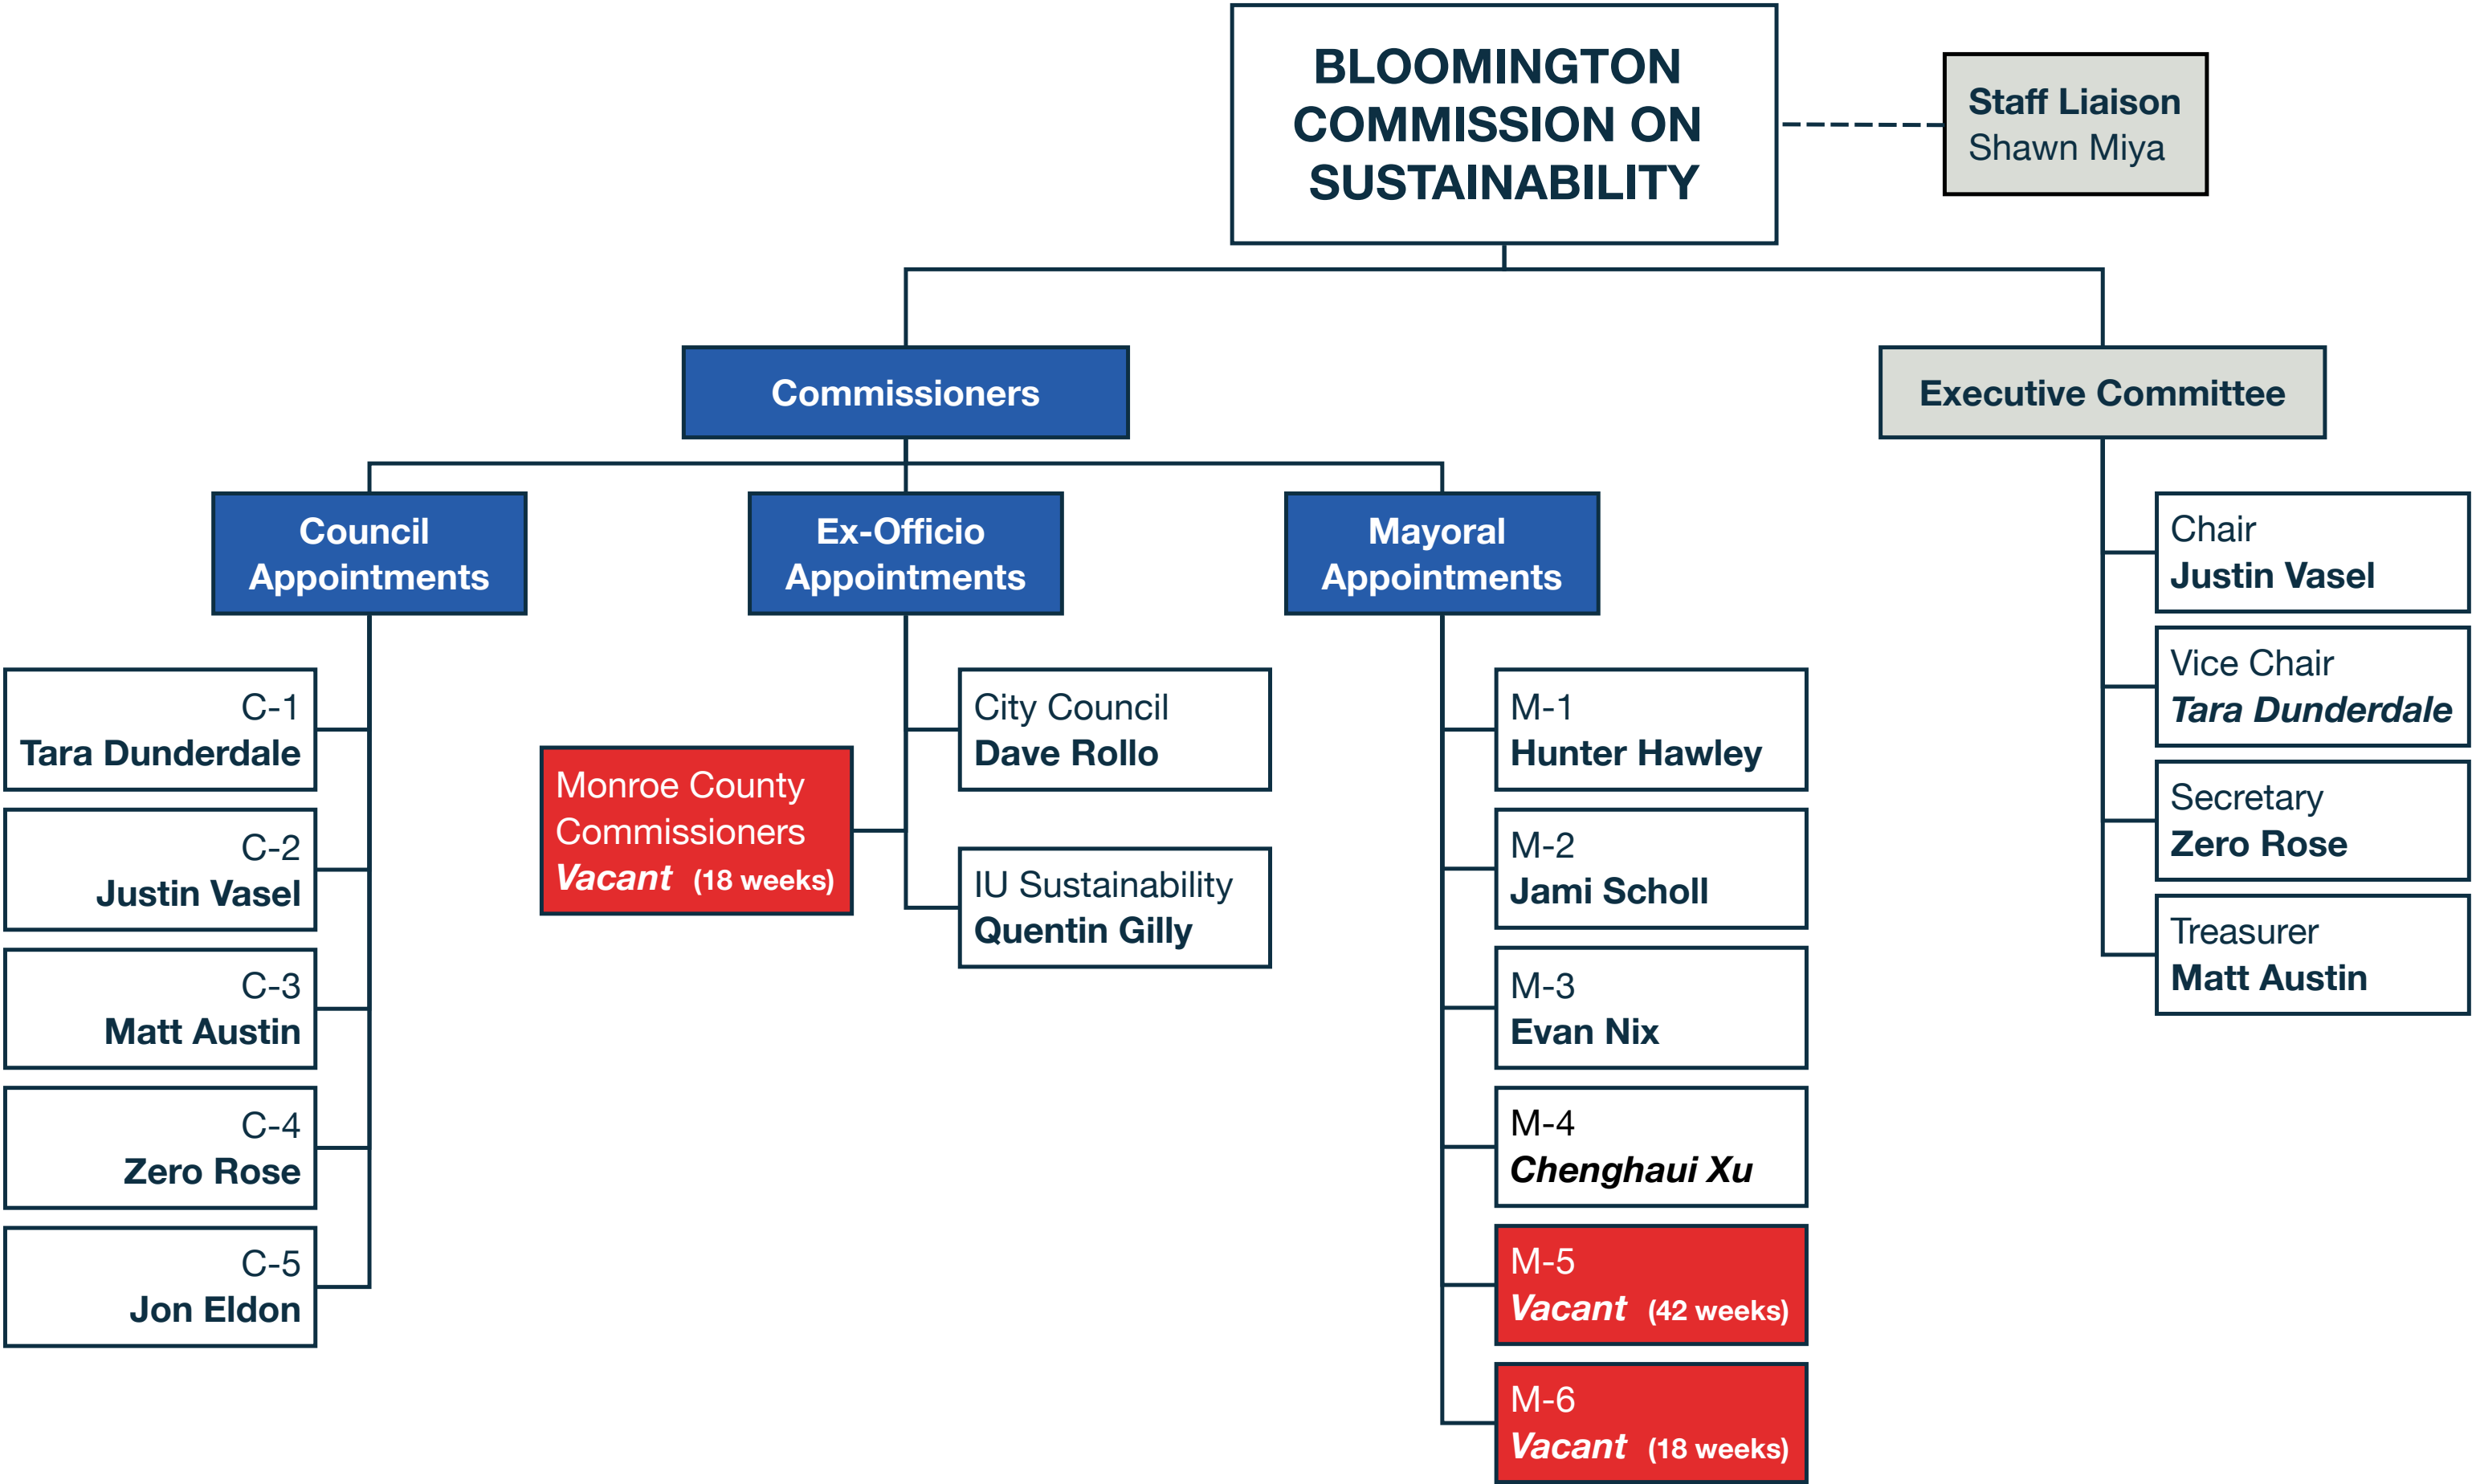 BLOOMINGTON
COMMISSION ON
SUSTAINABILITY
Staff Liaison
Shawn Miya
Commissioners
Executive Committee
Council
Appointments
Ex-Officio
Appointments
Mayoral
Appointments
C-1
Tara Dunderdale
C-2
Justin Vasel
C-3
Matt Austin
C-4
Zero Rose
C-5
Jon Eldon
Monroe County
Commissioners
Vacant (18 weeks)
City Council
Dave Rollo
IU Sustainability
Quentin Gilly
M-1
Hunter Hawley
M-2
Jami Scholl
M-3
Evan Nix
M-4
Chenghaui Xu
M-5
Vacant (42 weeks)
M-6
Vacant (18 weeks)
Chair
Justin Vasel
Vice Chair
Tara Dunderdale
Secretary
Zero Rose
Treasurer
Matt Austin